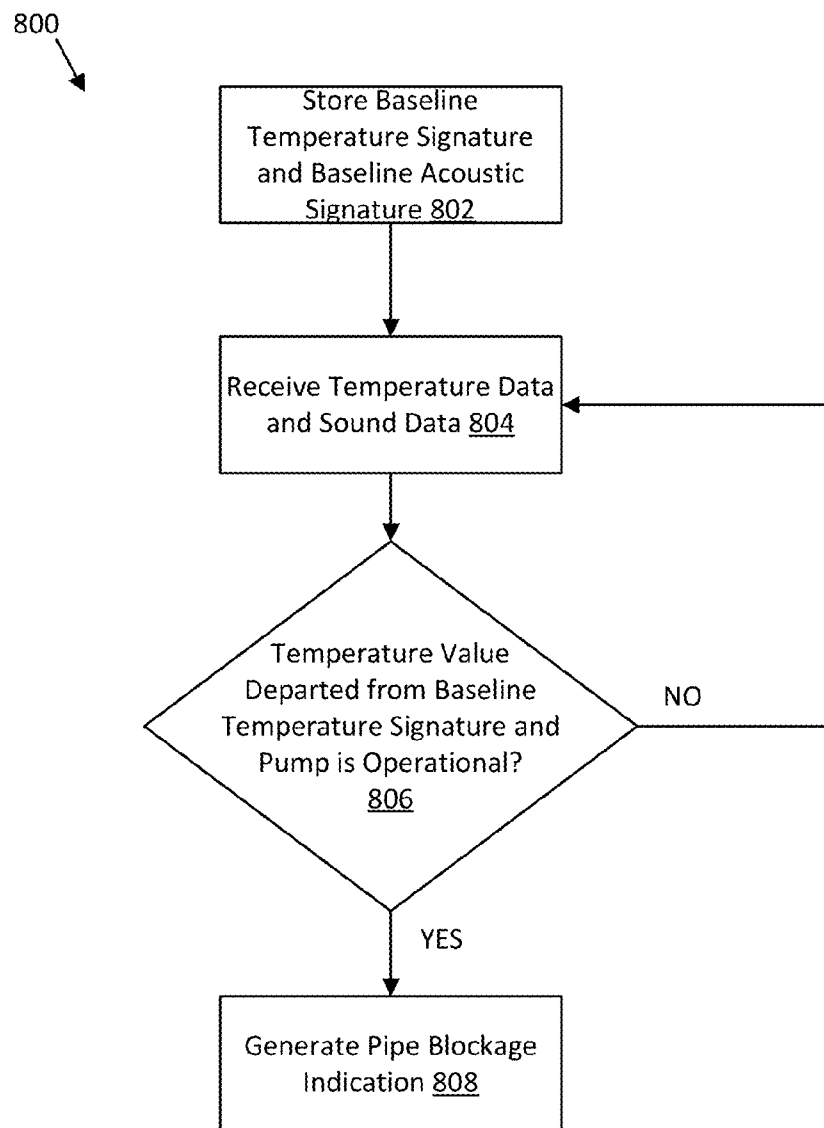 800
Store Baseline
Temperature Signature
and Baseline Acoustic
Signature 802
Receive Temperature Data
and Sound Data 804
Temperature Value
Departed from Baseline
Temperature Signature and
Pump is Operational?
806
NO
YES
Generate Pipe Blockage
Indication 808